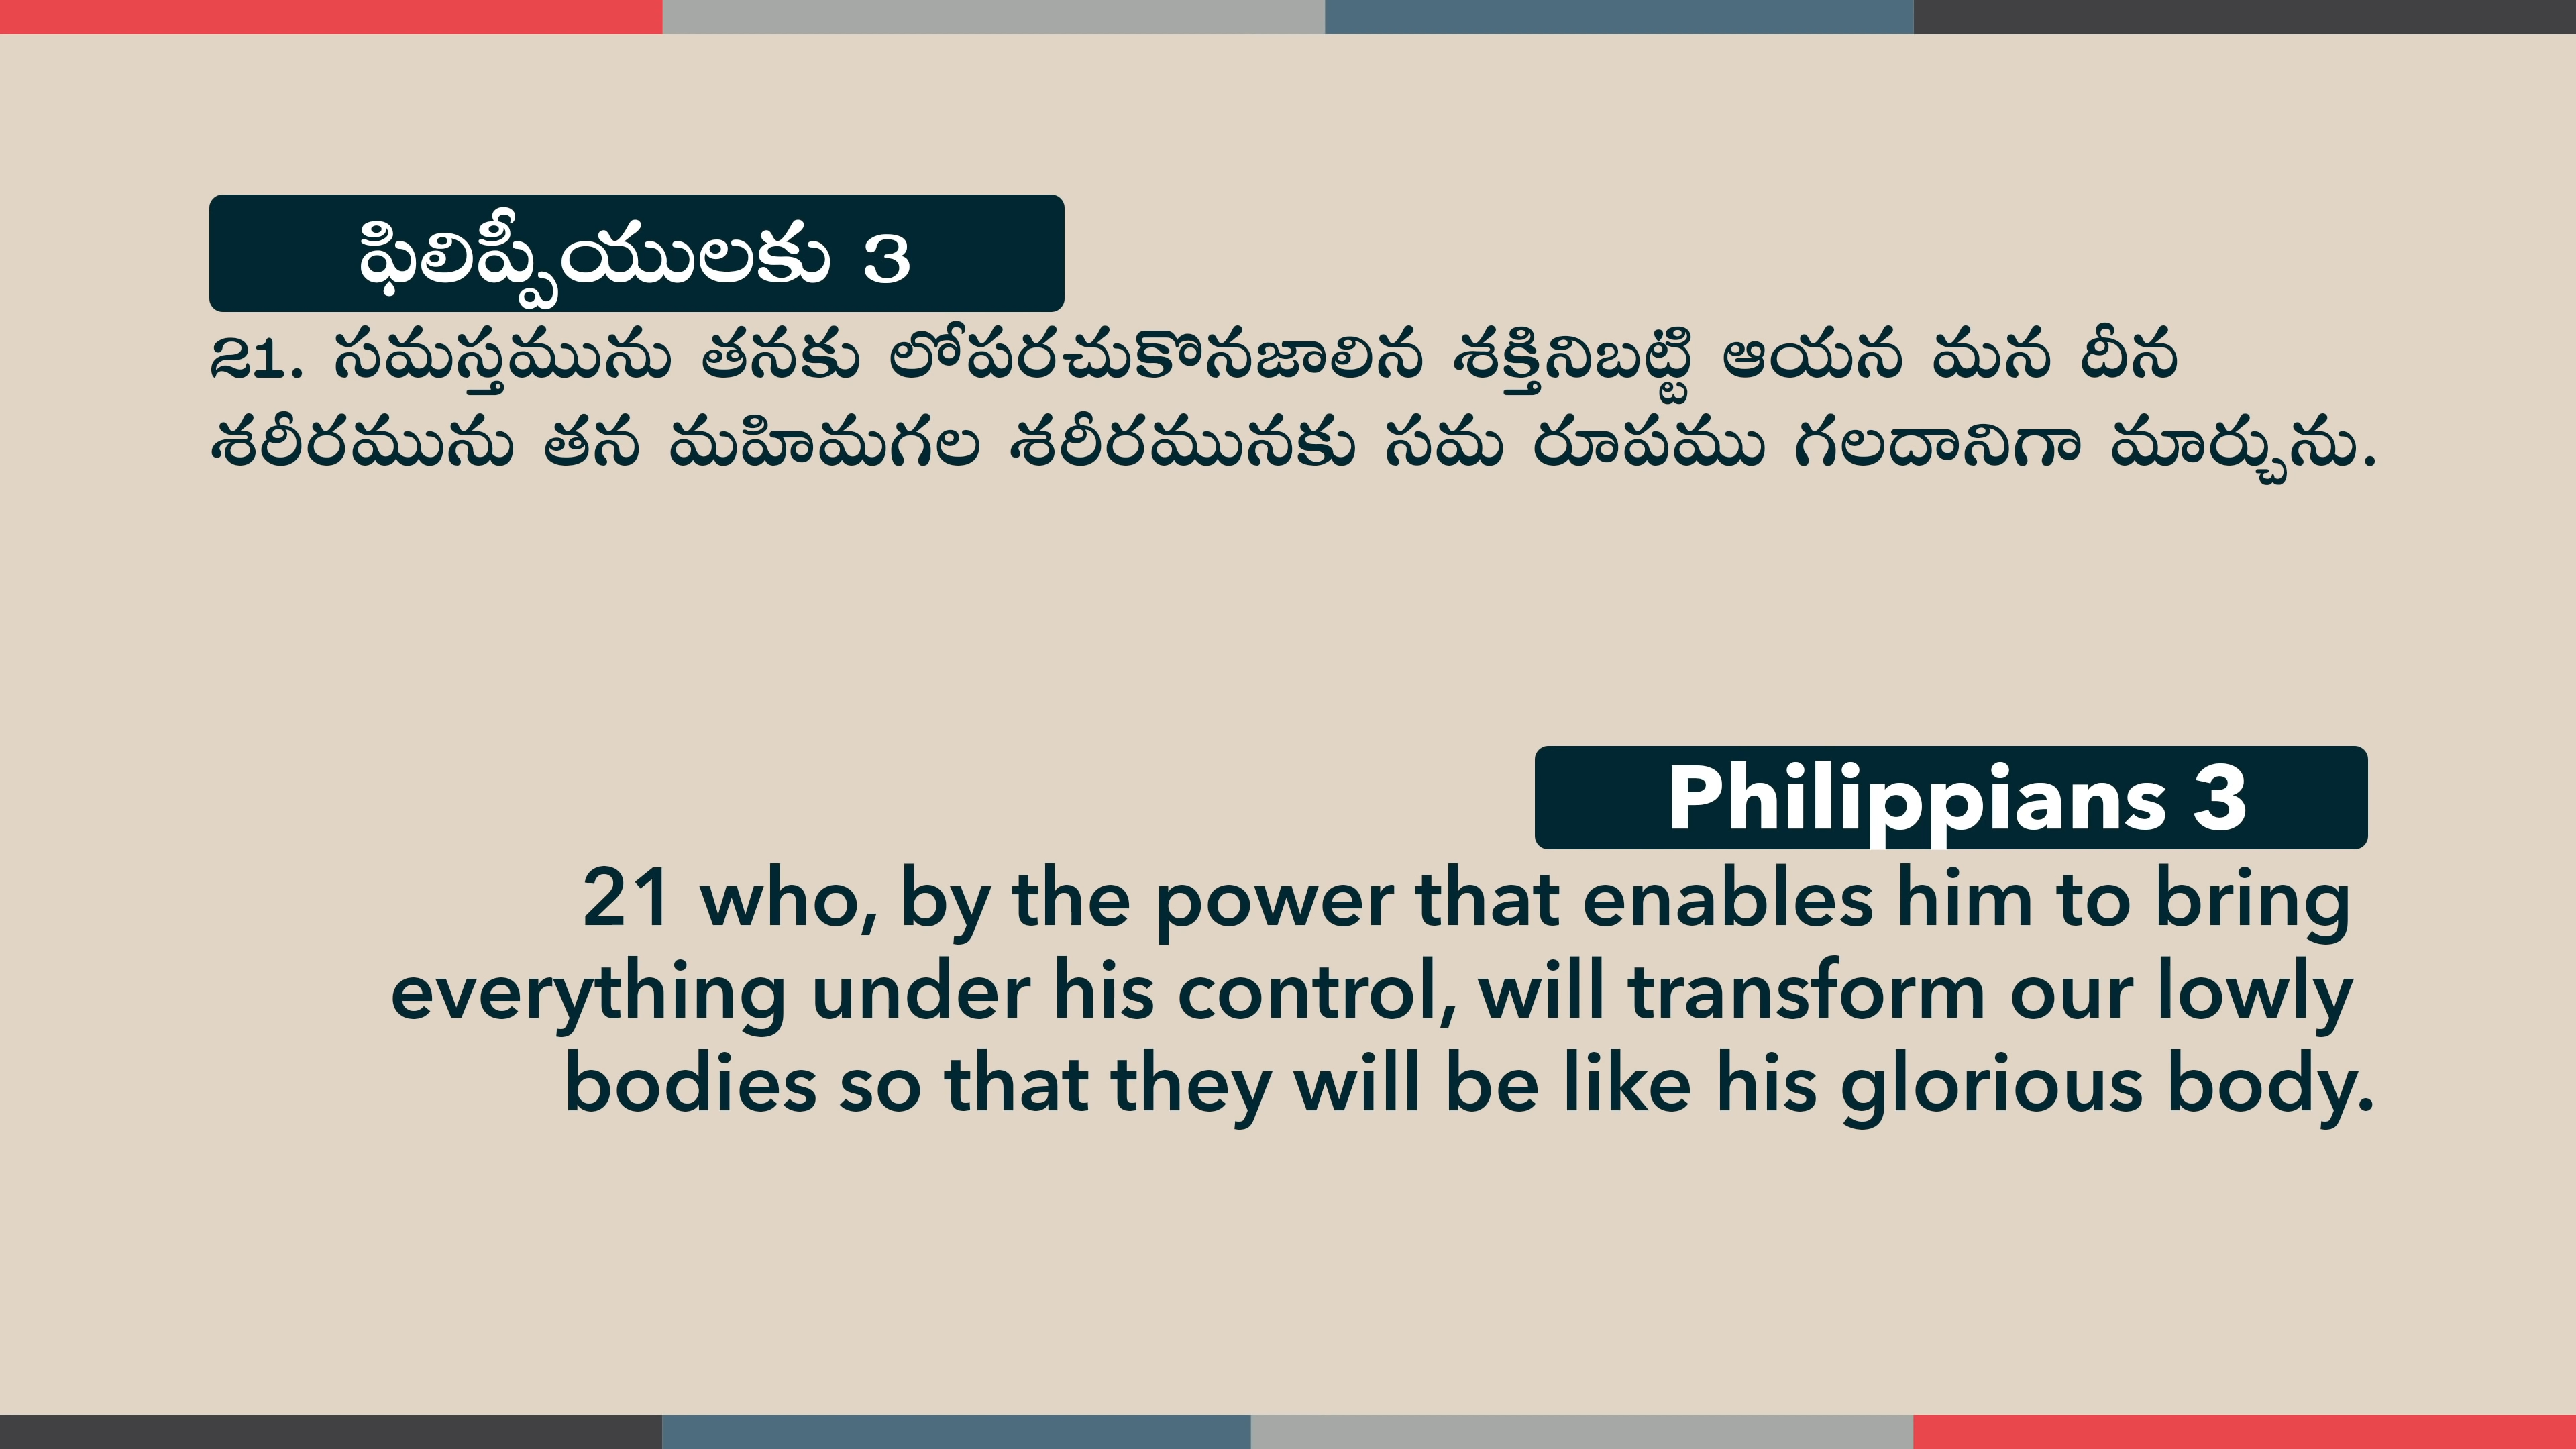 ఫిలిప్పీయులకు 3
21. సమస్తమును తనకు లోపరచుకొనజాలిన శక్తినిబట్టి ఆయన మన దీన
శరీరమును తన మహిమగల శరీరమునకు సమ రూపము గలదానిగా మార్చును.
Philippians 3
21 who, by the power that enables him to bring
everything under his control, will transform our lowly
bodies so that they will be like his glorious body.